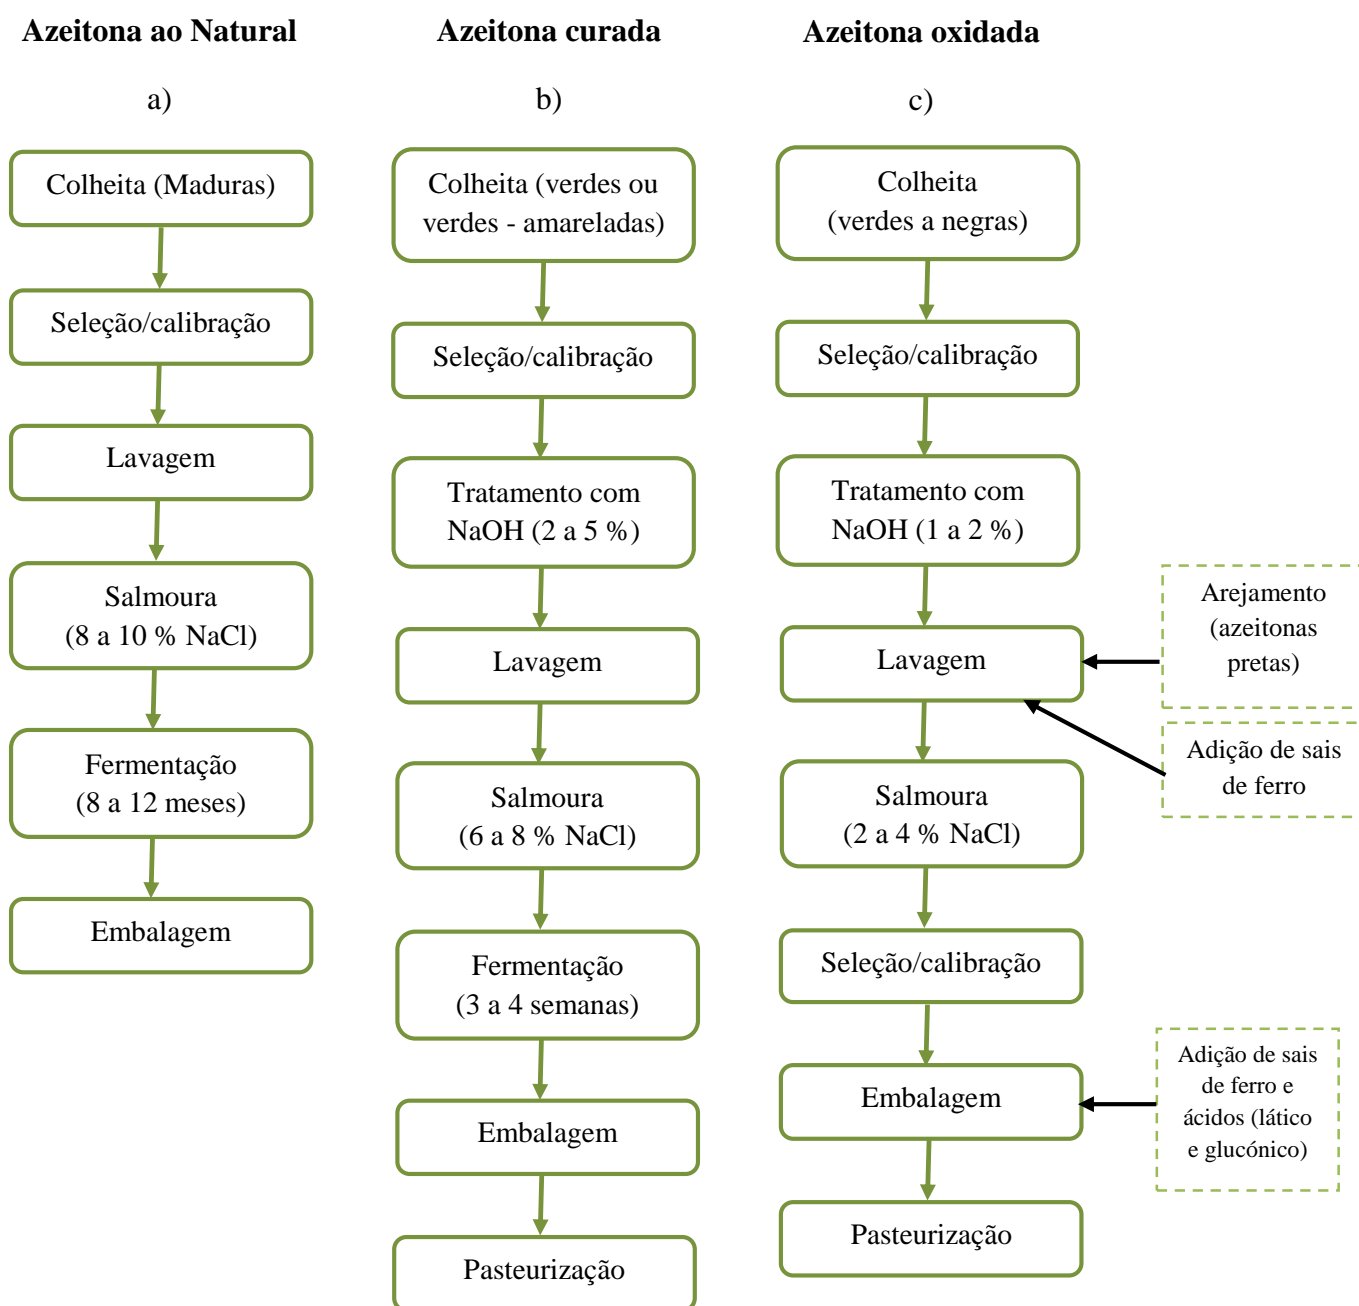 Azeitona ao Natural
a)
Colheita (Maduras)
Seleção/calibração
Lavagem
Salmoura
(8 a 10 % NaCl)
Fermentação
(8 a 12 meses)
Embalagem
Azeitona curada
b)
Colheita (verdes ou
verdes - amareladas)
Seleção/calibração
Tratamento com
NaOH (2 a 5 %)
Lavagem
Salmoura
(6 a 8 % NaCl)
Fermentação
(3 a 4 semanas)
Embalagem
Pasteurização
Azeitona oxidada
c)
Colheita
(verdes a negras)
Seleção/calibração
Tratamento com
NaOH (1 a 2 %)
Lavagem
Arejamento
(azeitonas
pretas)
Adição de sais
de ferro
Salmoura
(2 a 4 % NaCl)
Seleção/calibração
Embalagem
Adição de sais
de ferro e
ácidos (lático
e glucónico)
Pasteurização